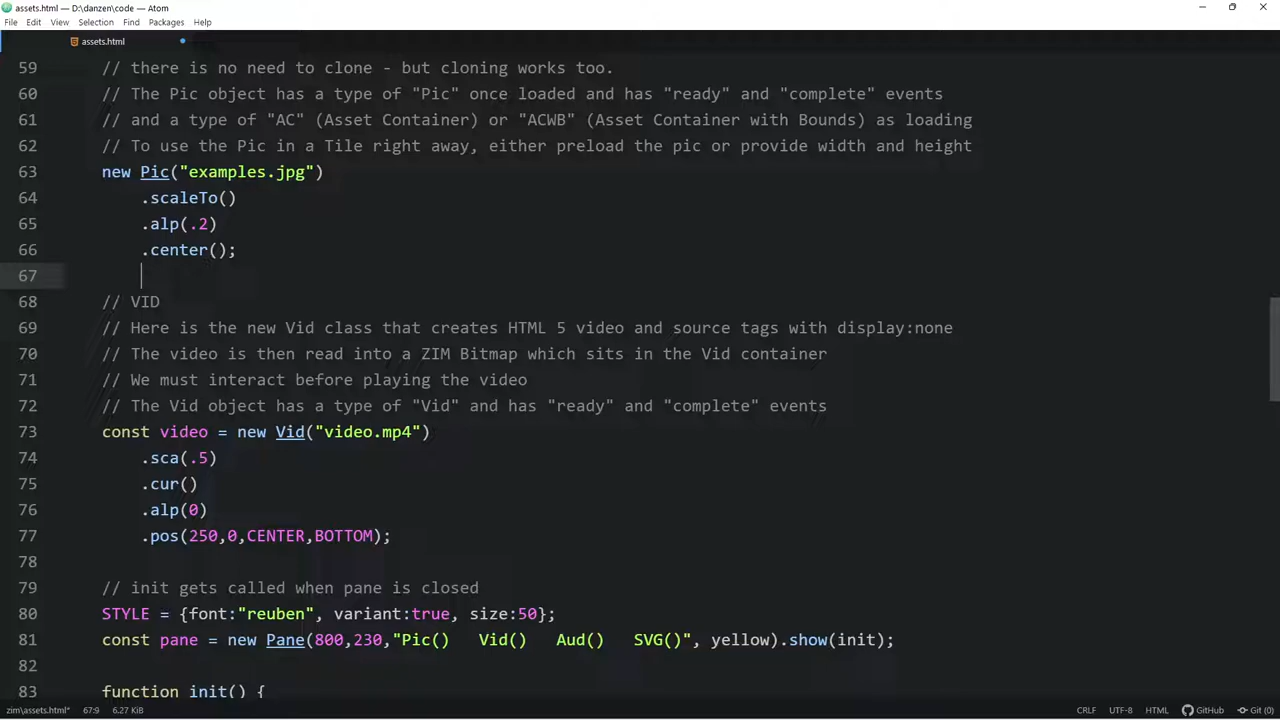 assets.html — D:\danzen\code — Atom
File Edit View Selection Find Packages Help
assets.html
59 // there is no need to clone - but cloning works too.
60 // The Pic object has a type of "Pic" once loaded and has "ready" and "complete" events
61 // and a type of "AC" (Asset Container) or "ACWB" (Asset Container with Bounds) as loading
62 // To use the Pic in a Tile right away, either preload the pic or provide width and height
63 new Pic("examples.jpg")
64 .scaleTo()
65 .alp(.2)
66 .center();
67
68 // VID
69 // Here is the new Vid class that creates HTML 5 video and source tags with display:none
70 // The video is then read into a ZIM Bitmap which sits in the Vid container
71 // We must interact before playing the video
72 // The Vid object has a type of "Vid" and has "ready" and "complete" events
73 const video = new Vid("video.mp4")
74 .sca(.5)
75 .cur()
76 .alp(0)
77 .pos(250,0,CENTER,BOTTOM);
78
79 // init gets called when pane is closed
80 STYLE = {font:"reuben", variant:true, size:50};
81 const pane = new Pane(800,230,"Pic()   Vid()   Aud()   SVG()", yellow).show(init);
82
83 function init() {
zim\assets.html* 67:9 6.27 KiB CRLF UTF-8 HTML GitHub Git (0)